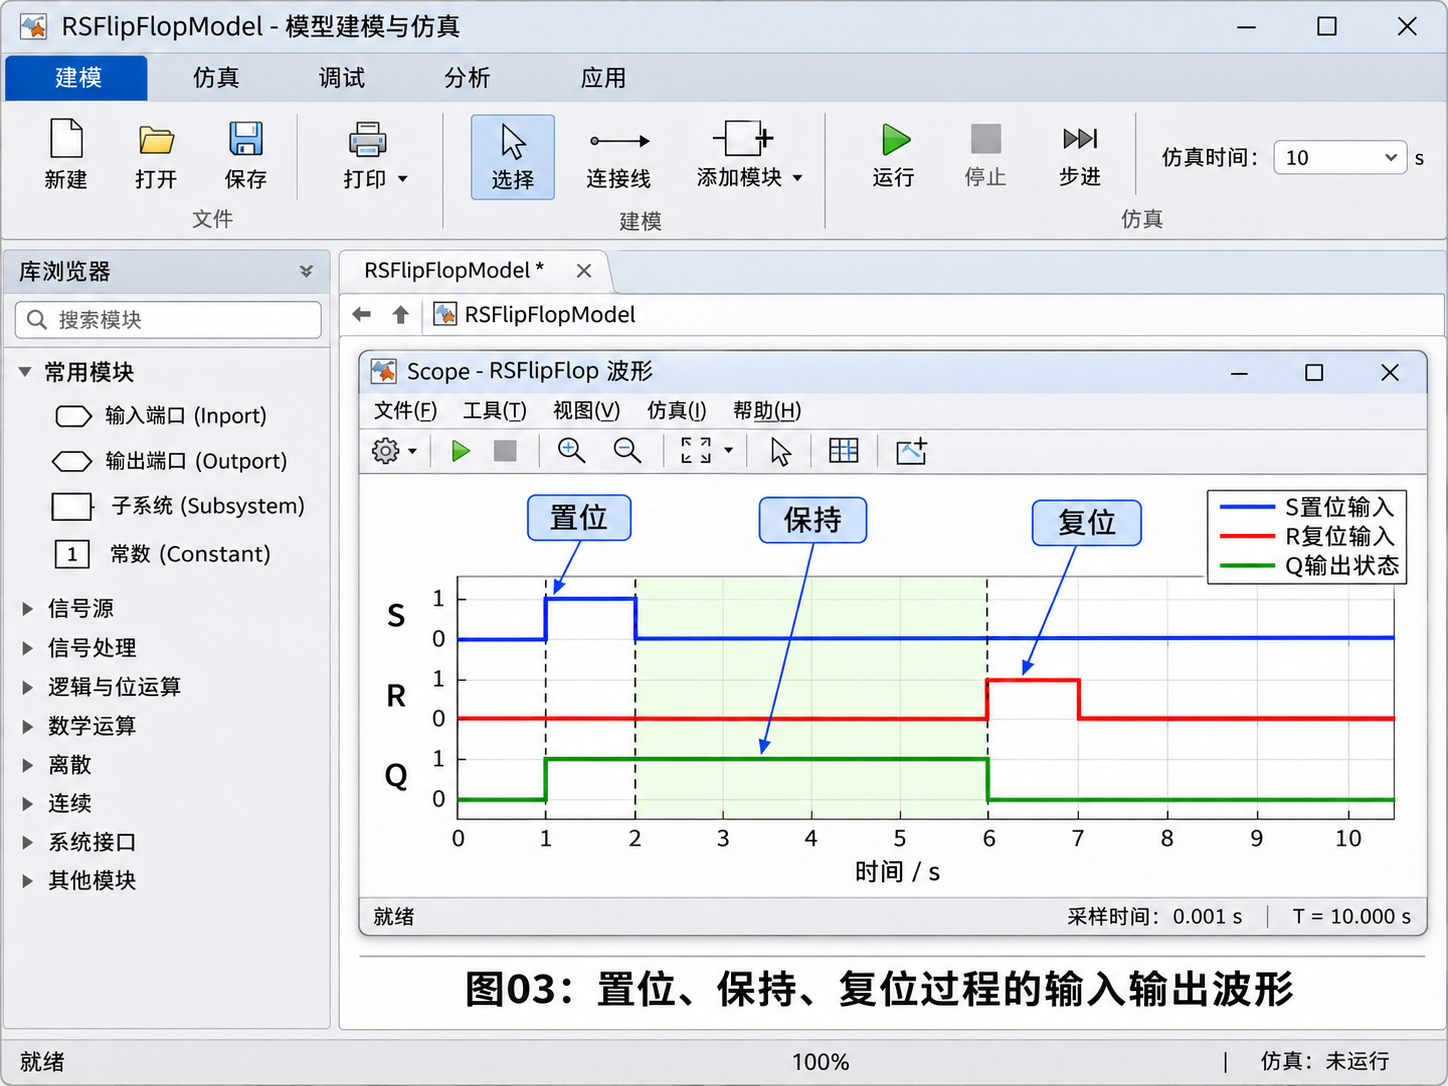 RSFlipFlopModel - 模型建模与仿真
建模 仿真 调试 分析 应用
新建 打开 保存 打印 选择 连接线 添加模块 运行 停止 步进 仿真时间： 10 s
文件 建模 仿真
库浏览器
搜索模块
常用模块
输入端口 (Inport)
输出端口 (Outport)
子系统 (Subsystem)
1 常数 (Constant)
信号源
信号处理
逻辑与位运算
数学运算
离散
连续
系统接口
其他模块
RSFlipFlopModel *
RSFlipFlopModel
Scope - RSFlipFlop 波形
文件(F) 工具(T) 视图(V) 仿真(I) 帮助(H)
置位 保持 复位
S置位输入
R复位输入
Q输出状态
S 1
0
R 1
0
Q 1
0
0 1 2 3 4 5 6 7 8 9 10
时间 / s
就绪 采样时间：0.001 s T = 10.000 s
图03：置位、保持、复位过程的输入输出波形
就绪 100% 仿真：未运行